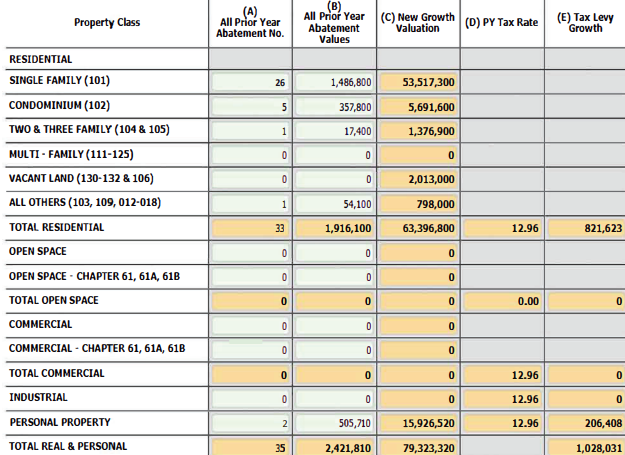 Property Class (A) All Prior Year Abatement No. (B) All Prior Year Abatement Values (C) New Growth Valuation (D) PY Tax Rate (E) Tax Levy Growth
RESIDENTIAL
SINGLE FAMILY (101) 26 1,486,800 53,517,300
CONDOMINIUM (102) 5 357,800 5,691,600
TWO & THREE FAMILY (104 & 105) 1 17,400 1,376,900
MULTI - FAMILY (111-125) 0 0 0
VACANT LAND (130-132 & 106) 0 0 2,013,000
ALL OTHERS (103, 109, 012-018) 1 54,100 798,000
TOTAL RESIDENTIAL 33 1,916,100 63,396,800 12.96 821,623
OPEN SPACE 0 0 0
OPEN SPACE - CHAPTER 61, 61A, 61B 0 0 0
TOTAL OPEN SPACE 0 0 0 0.00 0
COMMERCIAL 0 0 0
COMMERCIAL - CHAPTER 61, 61A, 61B 0 0 0
TOTAL COMMERCIAL 0 0 0 12.96 0
INDUSTRIAL 0 0 0 12.96 0
PERSONAL PROPERTY 2 505,710 15,926,520 12.96 206,408
TOTAL REAL & PERSONAL 35 2,421,810 79,323,320 1,028,031